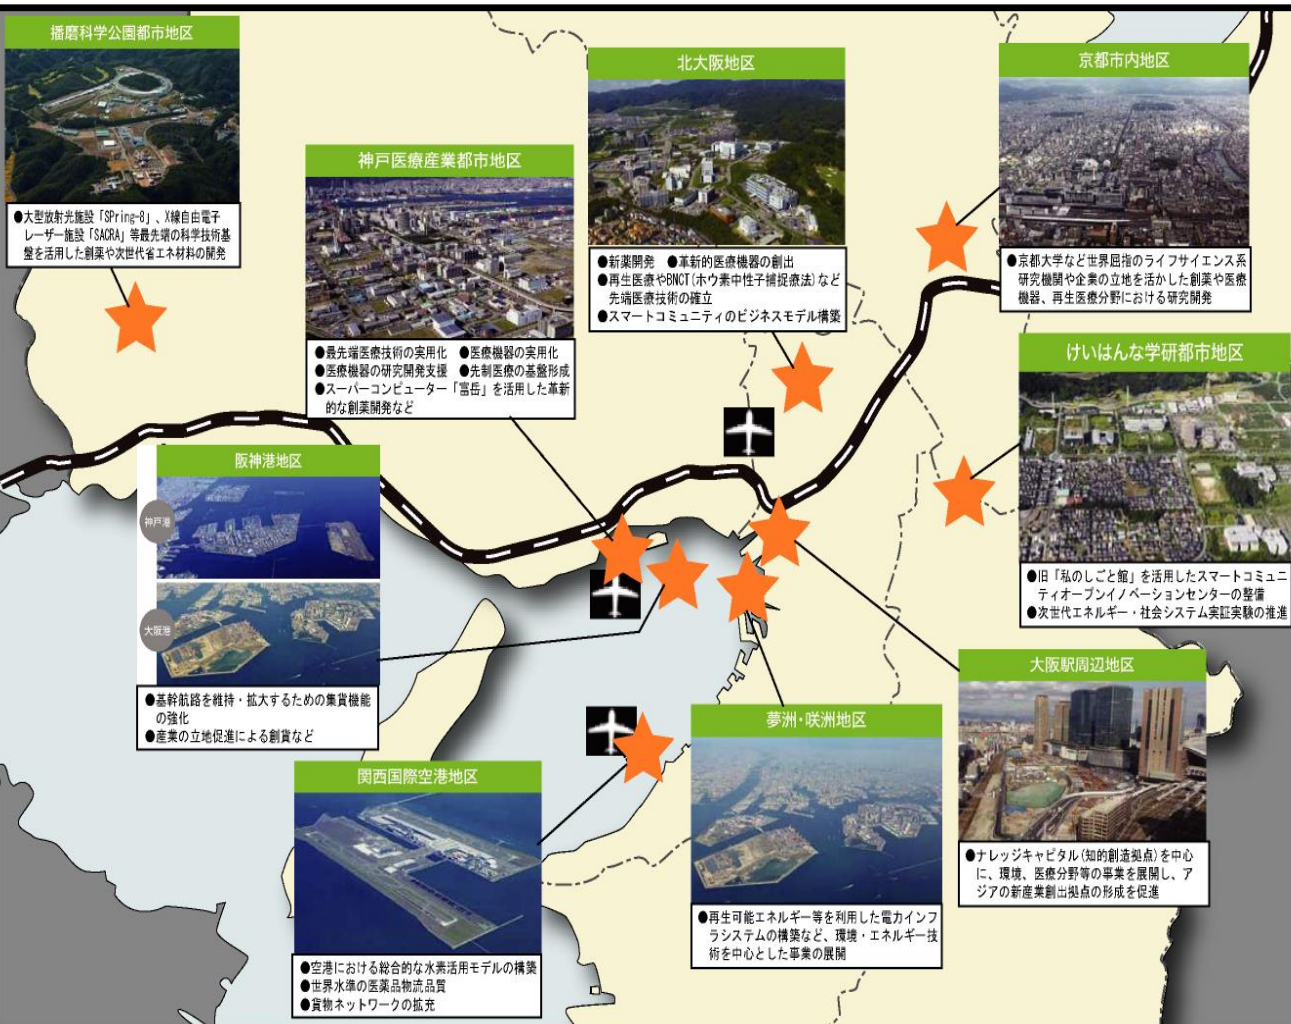 播磨科学公園都市地区
●大型放射光施設「SPring-8」、X線自由電子
レーザー施設「SACRA」等最先端の科学技術基
盤を活用した創薬や次世代省エネ材料の開発
神戸医療産業都市地区
●最先端医療技術の実用化 ●医療機器の実用化
●医療機器の研究開発支援 ●先制医療の基盤形成
●スーパーコンピューター「富岳」を活用した革新
的な創薬開発など
北大阪地区
●新薬開発 ●革新的医療機器の創出
●再生医療やBNCT(ホウ素中性子捕捉療法)など
先端医療技術の確立
●スマートコミュニティのビジネスモデル構築
京都市内地区
●京都大学など世界屈指のライフサイエンス系
研究機関や企業の立地を活かした創薬や医療
機器、再生医療分野における研究開発
けいはんな学研都市地区
●旧「私のしごと館」を活用したスマートコミュニ
ティオープンイノベーションセンターの整備
●次世代エネルギー・社会システム実証実験の推進
阪神港地区
神戸港
大阪港
●基幹航路を維持・拡大するための集貨機能
の強化
●産業の立地促進による創貨など
関西国際空港地区
●空港における総合的な水素活用モデルの構築
●世界水準の医薬品物流品質
●貨物ネットワークの拡充
夢洲・咲洲地区
●再生可能エネルギー等を利用した電力インフ
ラシステムの構築など、環境・エネルギー技
術を中心とした事業の展開
大阪駅周辺地区
●ナレッジキャピタル(知的創造拠点)を中心
に、環境、医療分野等の事業を展開し、ア
ジアの新産業創出拠点の形成を促進